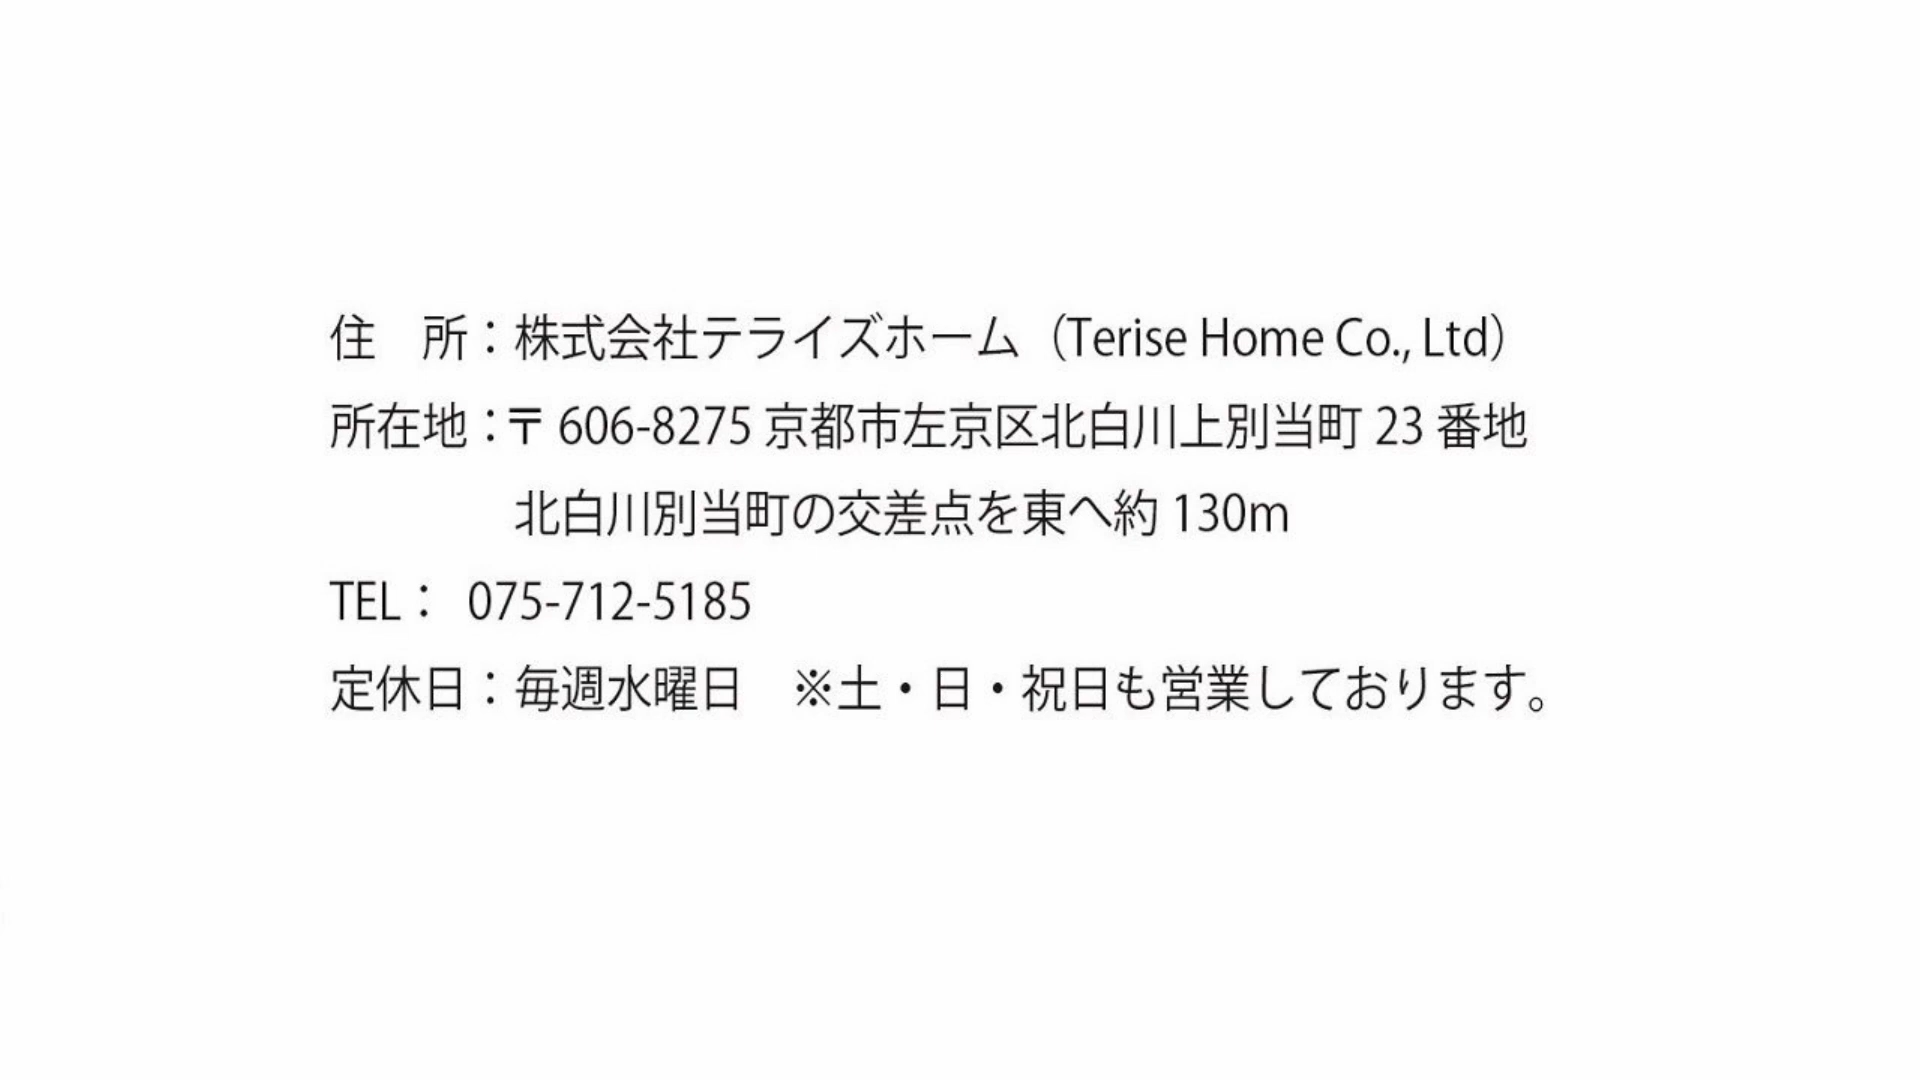 住　所：株式会社テライズホーム（Terise Home Co., Ltd）
所在地：〒 606-8275 京都市左京区北白川上別当町 23 番地
北白川別当町の交差点を東へ約 130m
TEL： 075-712-5185
定休日：毎週水曜日　※土・日・祝日も営業しております。